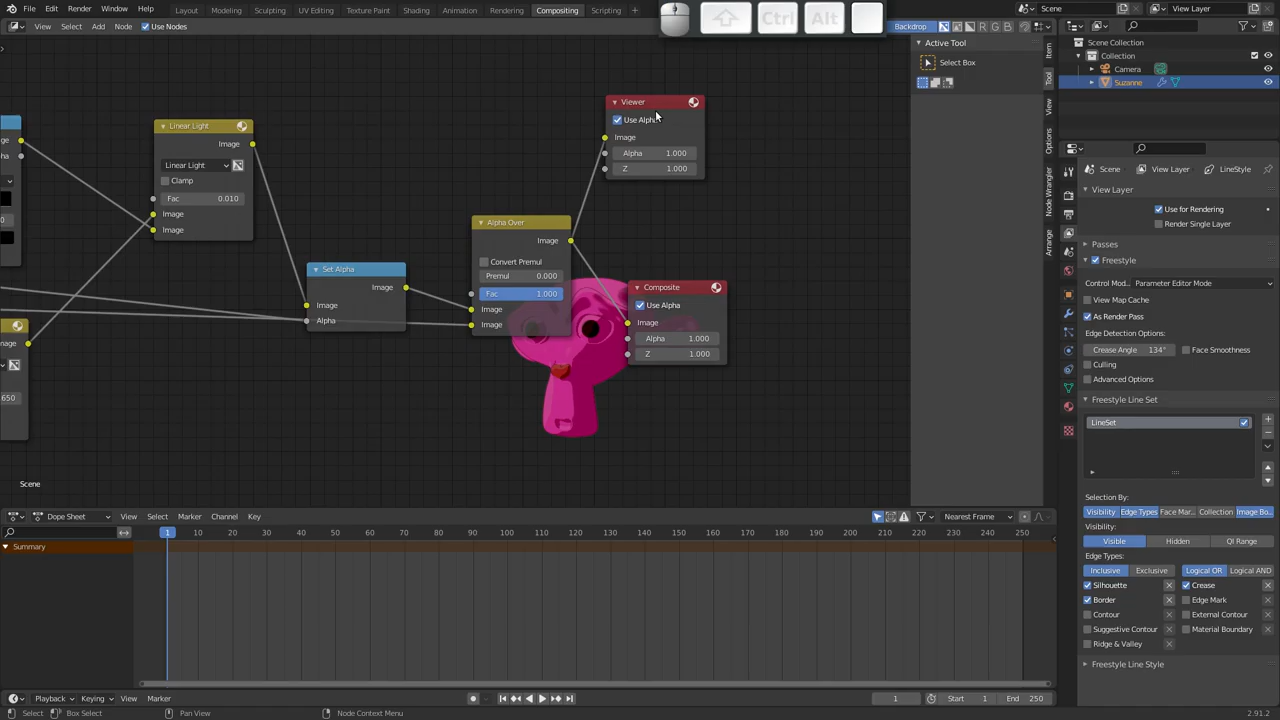 File Edit Render Window Help Layout Modeling Sculpting UV Editing Texture Paint Shading Animation Rendering Compositing Scripting Ctrl Alt Scene View Layer
View Select Add Node Use Nodes Backdrop R G B
Active Tool
Select Box
Item
Tool
View
Options
Node Wrangler
Arrange
Scene Collection
Collection
Camera
Suzanne
Viewer
Use Alpha
Image
Alpha 1.000
Z 1.000
Linear Light
Image
Linear Light
Clamp
Fac 0.010
Image
Image
Alpha Over
Image
Convert Premul
Premul 0.000
Fac 1.000
Image
Image
Set Alpha
Image
Image
Alpha
Composite
Use Alpha
Image
Alpha 1.000
Z 1.000
650
Scene
Scene View Layer LineStyle
View Layer
Use for Rendering
Render Single Layer
Passes
Freestyle
Control Mod... Parameter Editor Mode
View Map Cache
As Render Pass
Edge Detection Options:
Crease Angle 134° Face Smoothness
Culling
Advanced Options
Freestyle Line Set
LineSet
Selection By:
Visibility Edge Types Face Mar... Collection Image Bo...
Visibility:
Visible Hidden QI Range
Edge Types:
Inclusive Exclusive Logical OR Logical AND
Silhouette Crease
Border Edge Mark
Contour External Contour
Suggestive Contour Material Boundary
Ridge & Valley
Freestyle Line Style
Dope Sheet View Select Marker Channel Key Nearest Frame
1 10 20 30 40 50 60 70 80 90 100 110 120 130 140 150 160 170 180 190 200 210 220 230 240 250
Summary
Playback Keying View Marker 1 Start 1 End 250
Select Box Select Pan View Node Context Menu 2.91.2